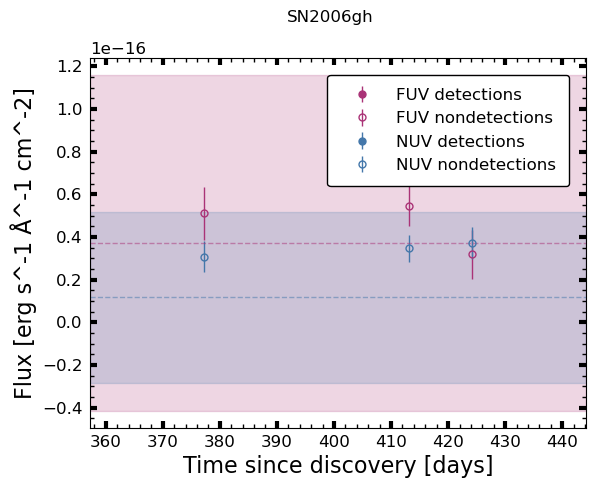 SN2006gh
1e−16
Flux [erg s^-1 Å^-1 cm^-2]
1.2
1.0
0.8
0.6
0.4
0.2
0.0
−0.2
−0.4
FUV detections
FUV nondetections
NUV detections
NUV nondetections
360 370 380 390 400 410 420 430 440
Time since discovery [days]